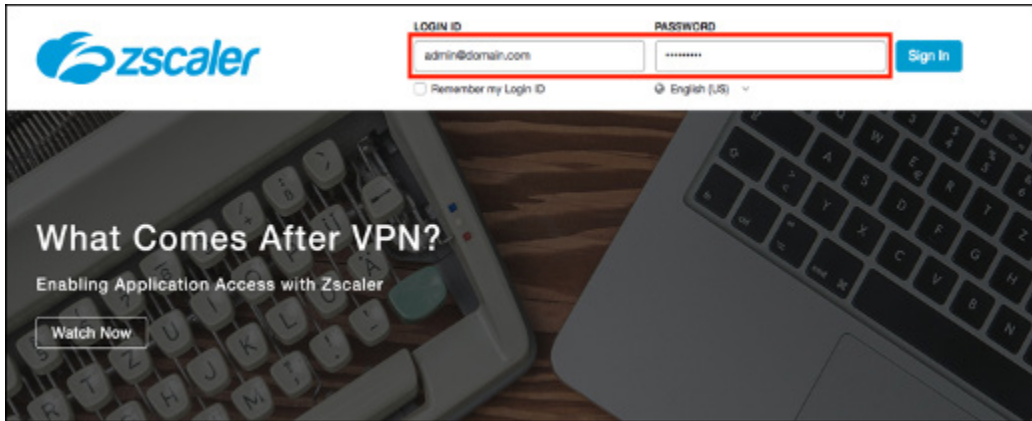 LOGIN ID PASSWORD
zscaler
admin@domain.com ••••••••• Sign In
Remember my Login ID English (US)
What Comes After VPN?
Enabling Application Access with Zscaler
Watch Now